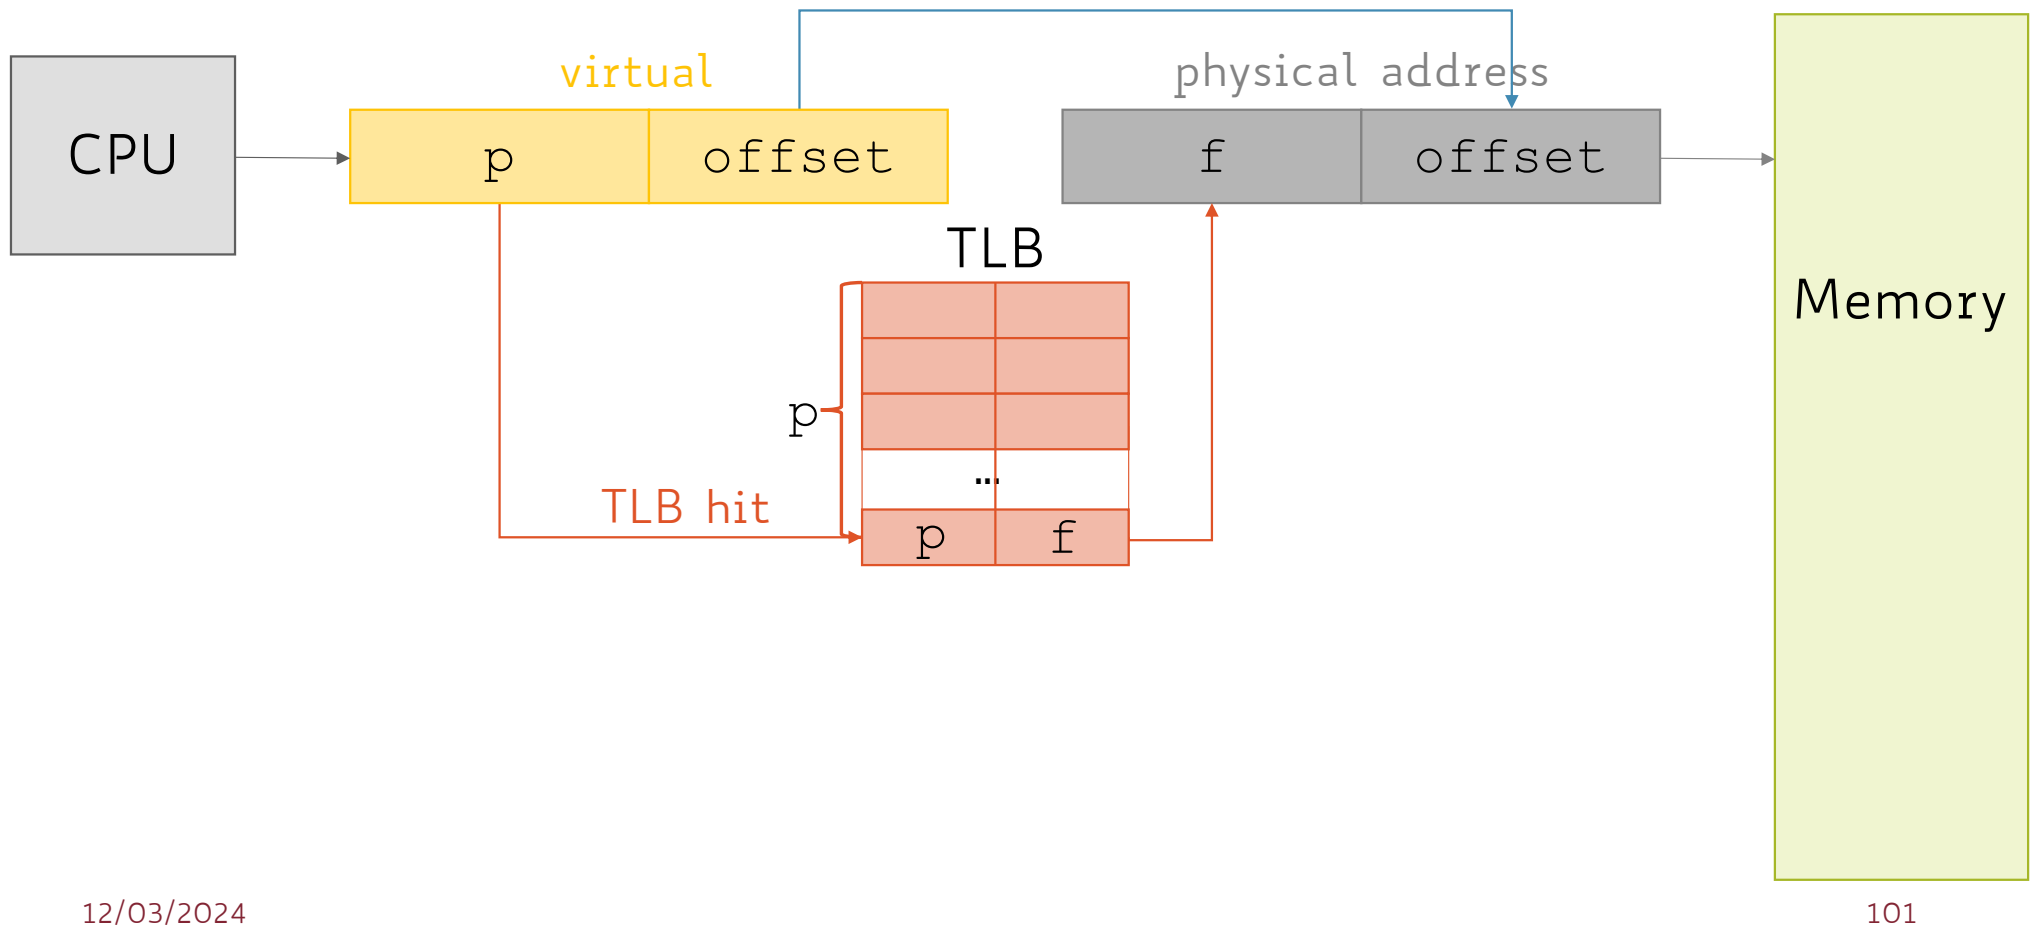 virtual
physical address
CPU
p
offset
f
offset
TLB
Memory
p
…
TLB hit
p
f
12/03/2024
101